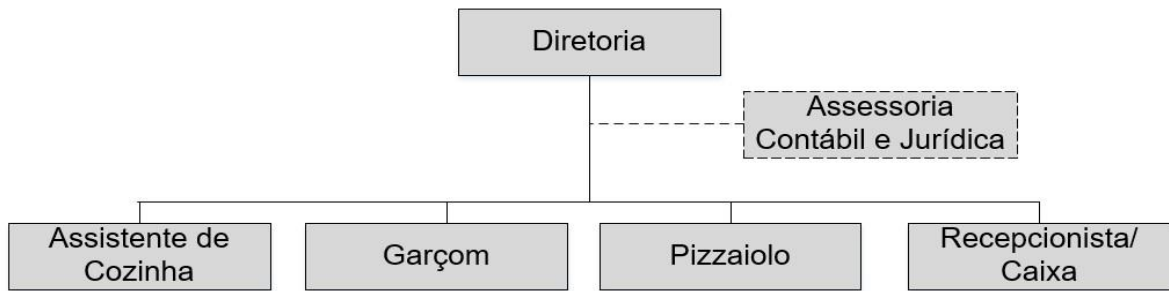 Diretoria
Assessoria
Contábil e Jurídica
Assistente de
Cozinha
Garçom
Pizzaiolo
Recepcionista/
Caixa